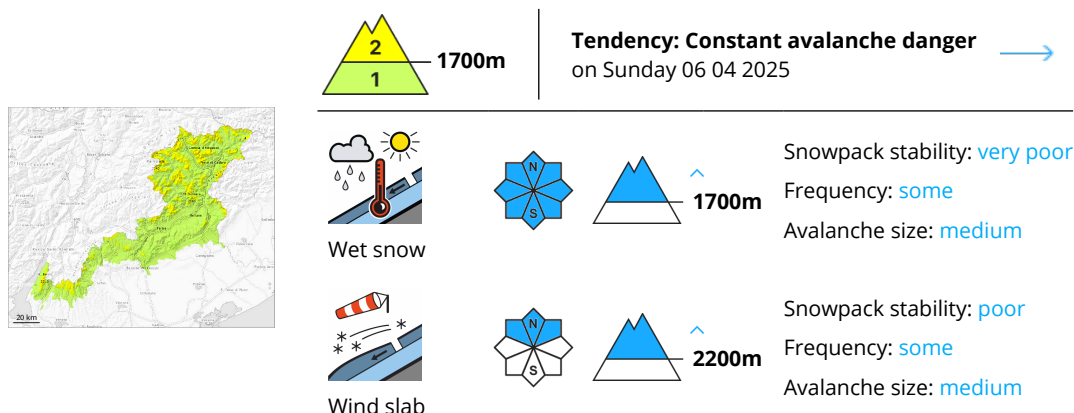 2
1
1700m
Tendency: Constant avalanche danger
on Sunday 06 04 2025
20 km
Wet snow
N
S
1700m
Snowpack stability: very poor
Frequency: some
Avalanche size: medium
Wind slab
N
S
2200m
Snowpack stability: poor
Frequency: some
Avalanche size: medium